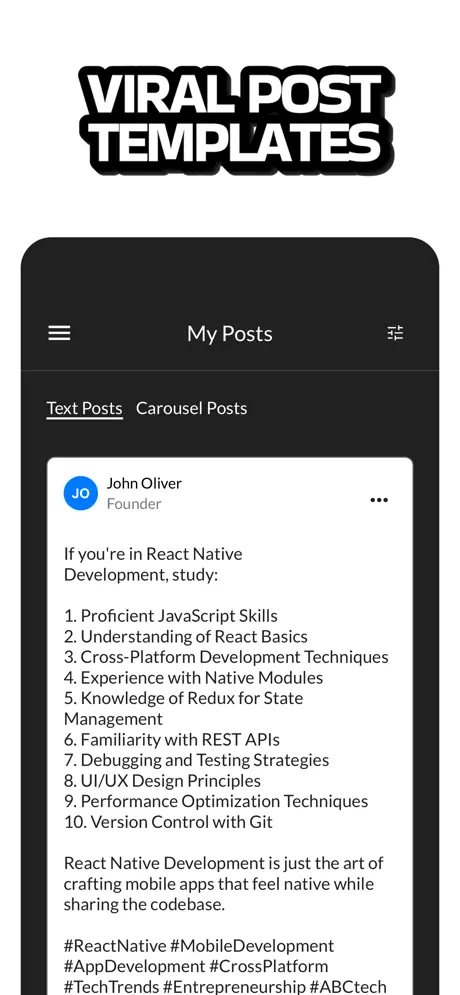 VIRAL POST
TEMPLATES
My Posts
Text Posts Carousel Posts
JO
John Oliver
Founder
If you're in React Native
Development, study:
1. Proficient JavaScript Skills
2. Understanding of React Basics
3. Cross-Platform Development Techniques
4. Experience with Native Modules
5. Knowledge of Redux for State
Management
6. Familiarity with REST APIs
7. Debugging and Testing Strategies
8. UI/UX Design Principles
9. Performance Optimization Techniques
10. Version Control with Git
React Native Development is just the art of
crafting mobile apps that feel native while
sharing the codebase.
#ReactNative #MobileDevelopment
#AppDevelopment #CrossPlatform
#TechTrends #Entrepreneurship #ABCtech